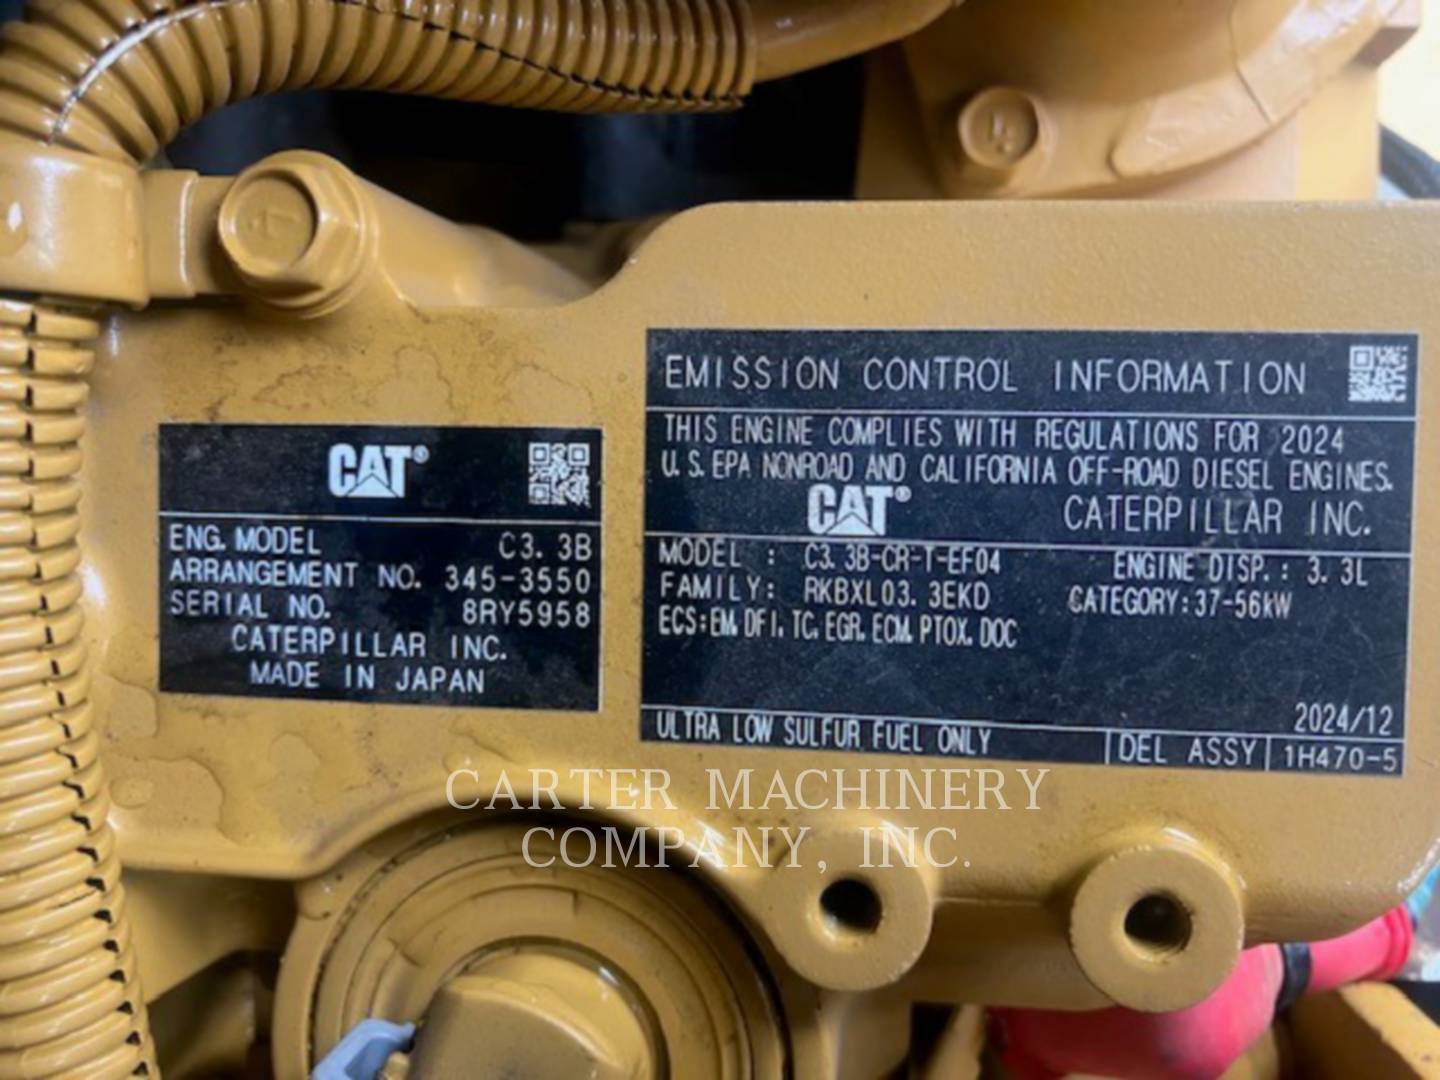 CAT®
ENG. MODEL C3.3B
ARRANGEMENT NO. 345-3550
SERIAL NO. 8RY5958
CATERPILLAR INC.
MADE IN JAPAN
EMISSION CONTROL INFORMATION
THIS ENGINE COMPLIES WITH REGULATIONS FOR 2024
U.S. EPA NONROAD AND CALIFORNIA OFF-ROAD DIESEL ENGINES.
CAT® CATERPILLAR INC.
MODEL : C3.3B-CR-T-EF04 ENGINE DISP.: 3.3L
FAMILY: RKBXL03.3EKD CATEGORY:37-56kW
ECS:EM, DFI, TC, EGR, ECM, PTOX, DOC
2024/12
ULTRA LOW SULFUR FUEL ONLY DEL ASSY 1H470-5
CARTER MACHINERY
COMPANY, INC.